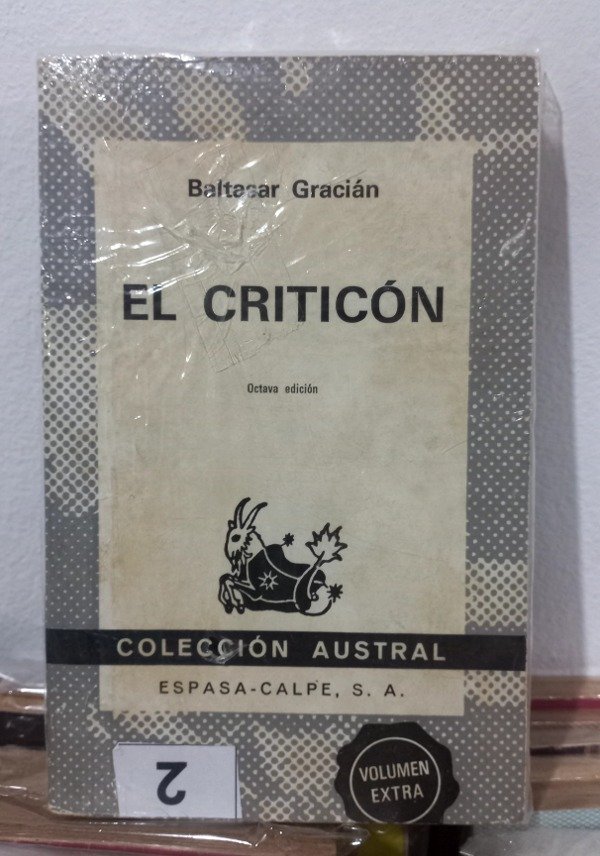 Baltasar Gracián
EL CRITICÓN
Octava edición
COLECCIÓN AUSTRAL
ESPASA-CALPE, S. A.
2
VOLUMEN
EXTRA